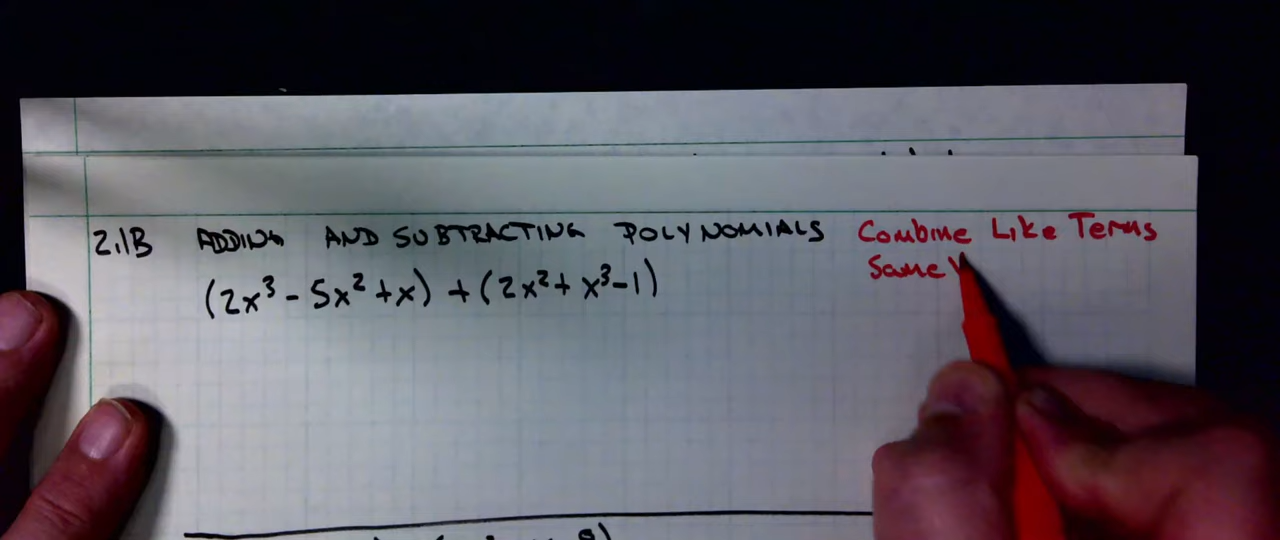 2.1B ADDING AND SUBTRACTING POLYNOMIALS Combine Like Terms
Same
(2x³ - 5x² + x) + (2x² + x³ - 1)